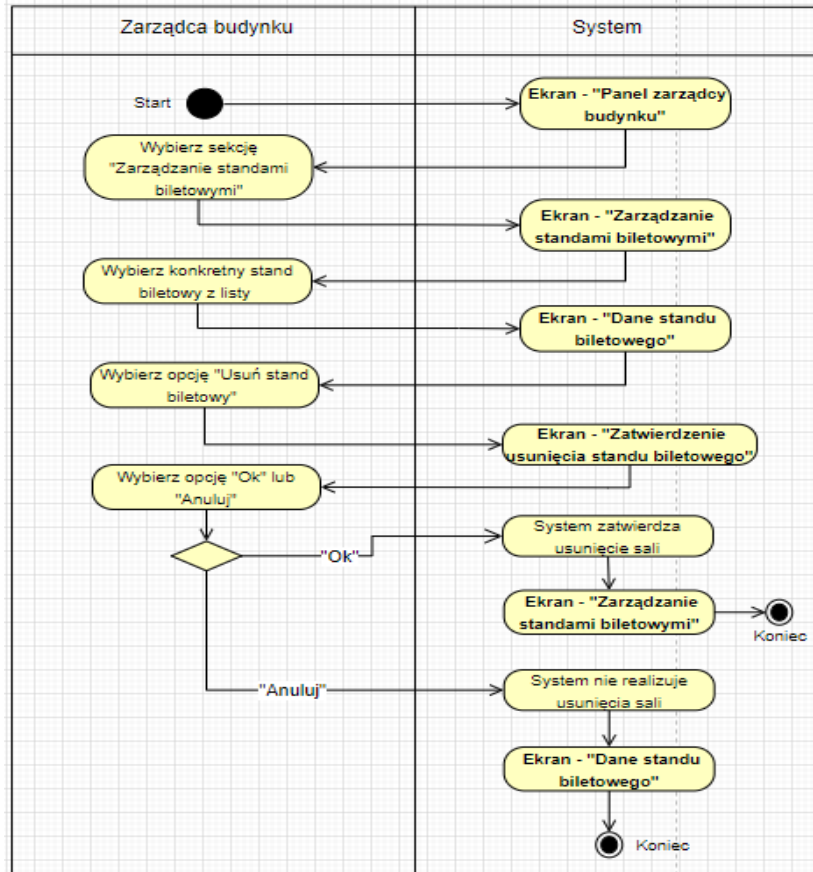 Zarządca budynku
System
Start
Ekran - "Panel zarządcy
budynku"
Wybierz sekcję
"Zarządzanie standami
biletowymi"
Ekran - "Zarządzanie
standami biletowymi"
Wybierz konkretny stand
biletowy z listy
Ekran - "Dane standu
biletowego"
Wybierz opcję "Usuń stand
biletowy"
Ekran - "Zatwierdzenie
usunięcia standu biletowego"
Wybierz opcję "Ok" lub
"Anuluj"
"Ok"
System zatwierdza
usunięcie sali
Ekran - "Zarządzanie
standami biletowymi"
Koniec
"Anuluj"
System nie realizuje
usunięcia sali
Ekran - "Dane standu
biletowego"
Koniec